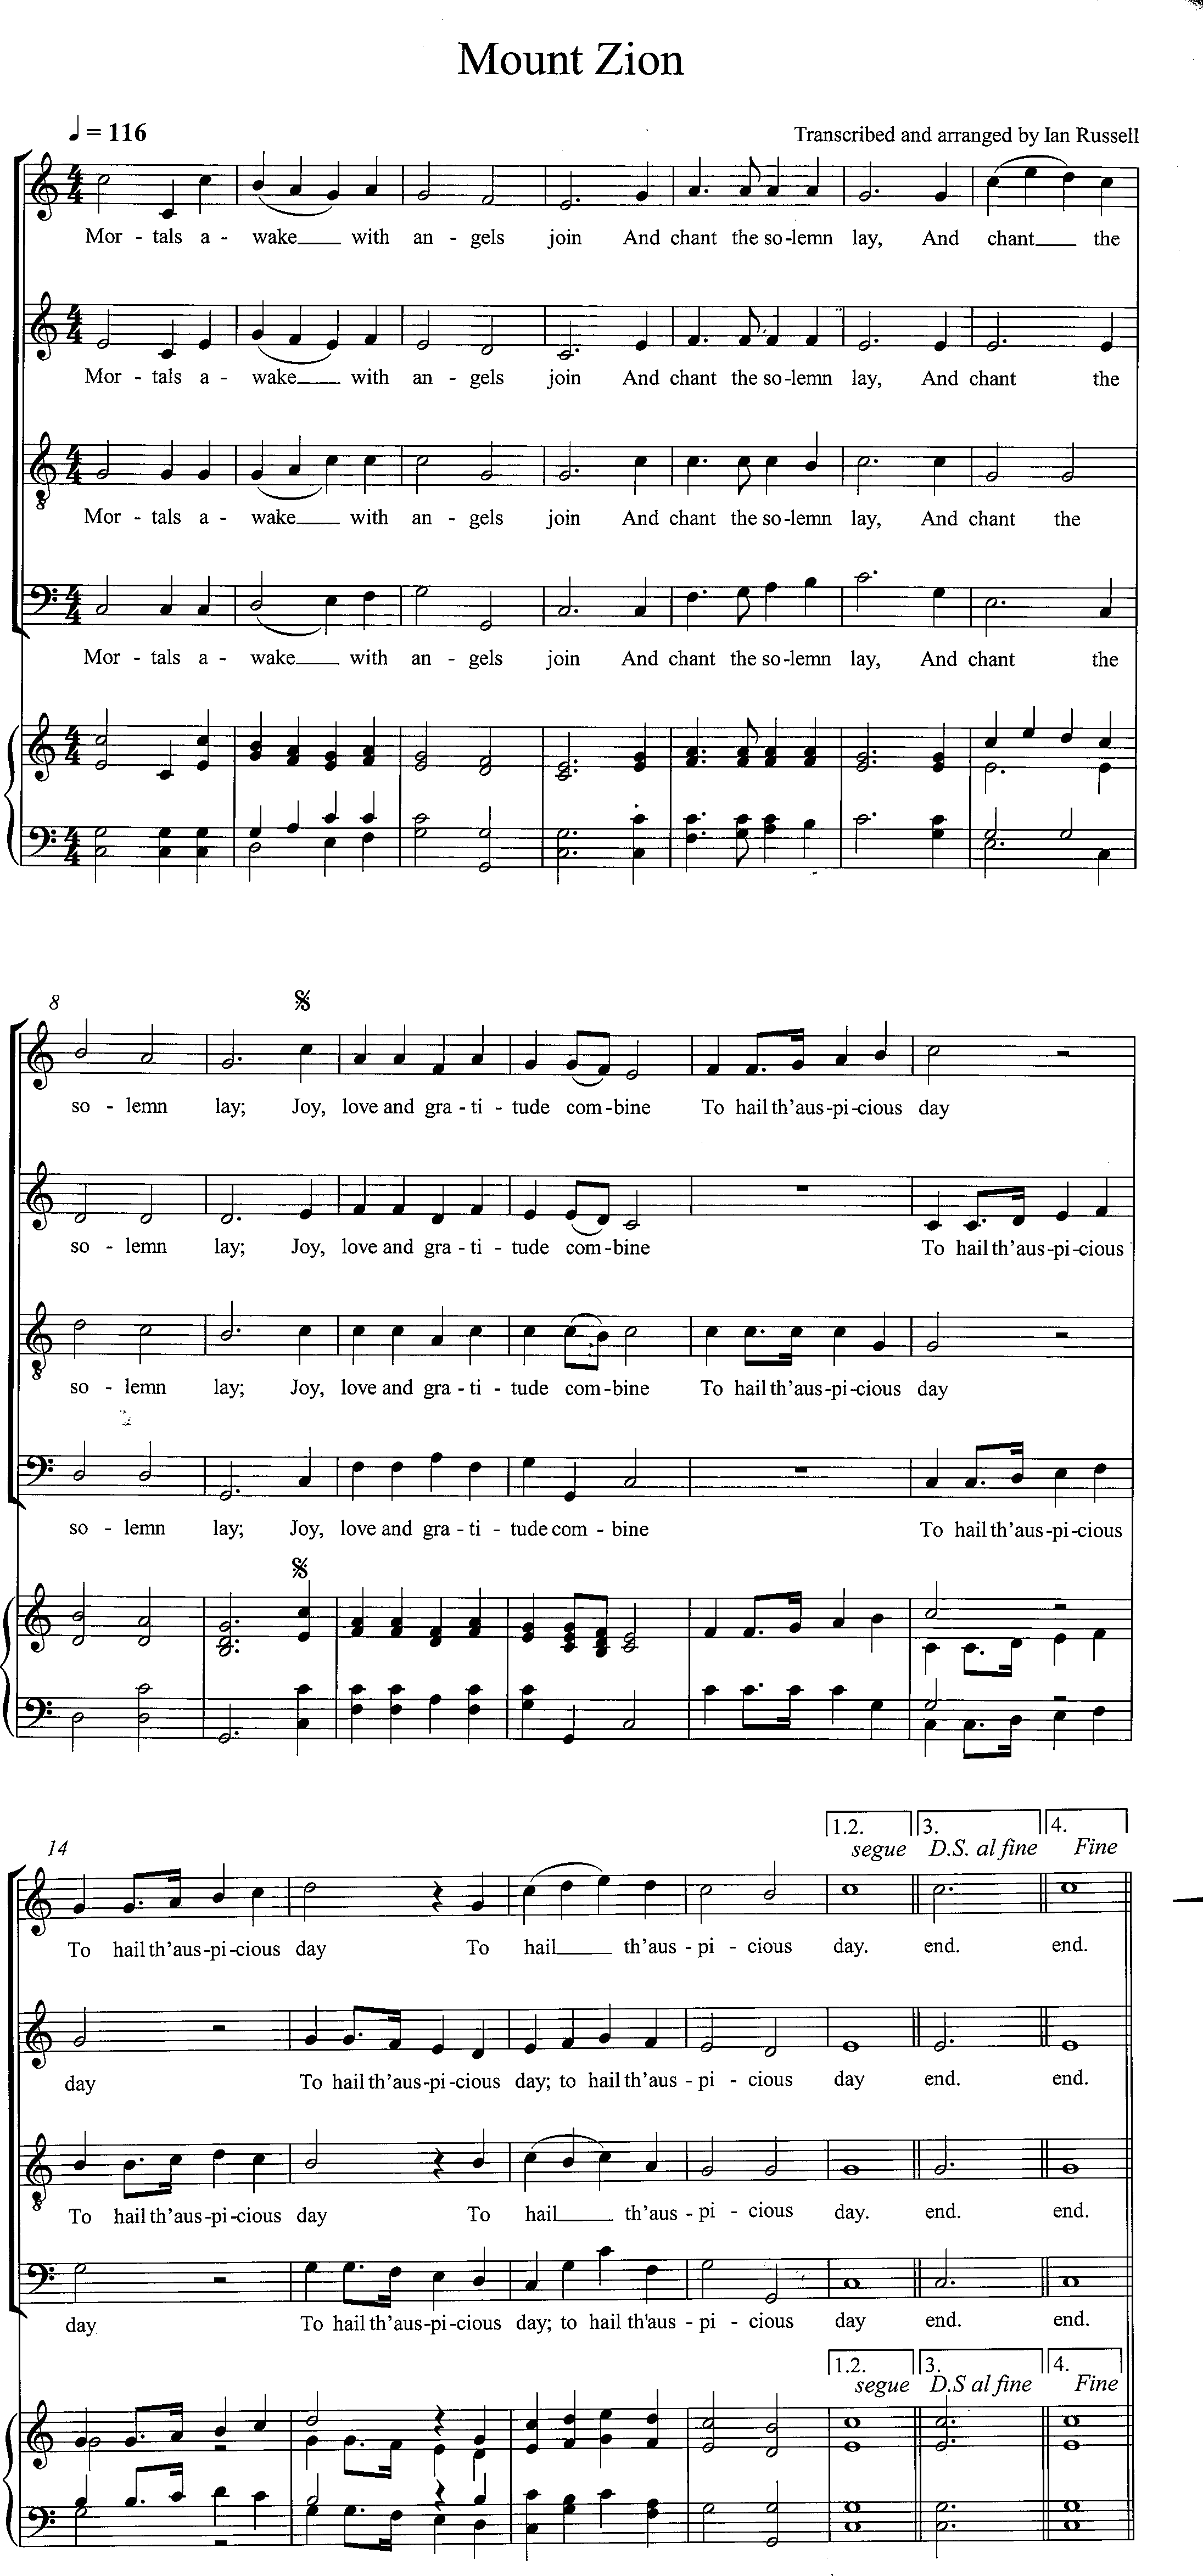 Mount Zion
♩ = 116
Transcribed and arranged by Ian Russell
Mor - tals a - wake with an - gels join And chant the so - lemn lay, And chant the
Mor - tals a - wake with an - gels join And chant the so - lemn lay, And chant the
Mor - tals a - wake with an - gels join And chant the so - lemn lay, And chant the
Mor - tals a - wake with an - gels join And chant the so - lemn lay, And chant the
8
so - lemn lay; Joy, love and gra - ti - tude com - bine To hail th'aus - pi - cious day
so - lemn lay; Joy, love and gra - ti - tude com - bine To hail th'aus - pi - cious
so - lemn lay; Joy, love and gra - ti - tude com - bine To hail th'aus - pi - cious day
so - lemn lay; Joy, love and gra - ti - tude com - bine To hail th'aus - pi - cious
14
1.2. 3. 4.
segue D.S. al fine Fine
To hail th'aus - pi - cious day To hail th'aus - pi - cious day. end. end.
day To hail th'aus - pi - cious day; to hail th'aus - pi - cious day end. end.
To hail th'aus - pi - cious day To hail th'aus - pi - cious day. end. end.
day To hail th'aus - pi - cious day; to hail th'aus - pi - cious day end. end.
1.2. 3. 4.
segue D.S al fine Fine